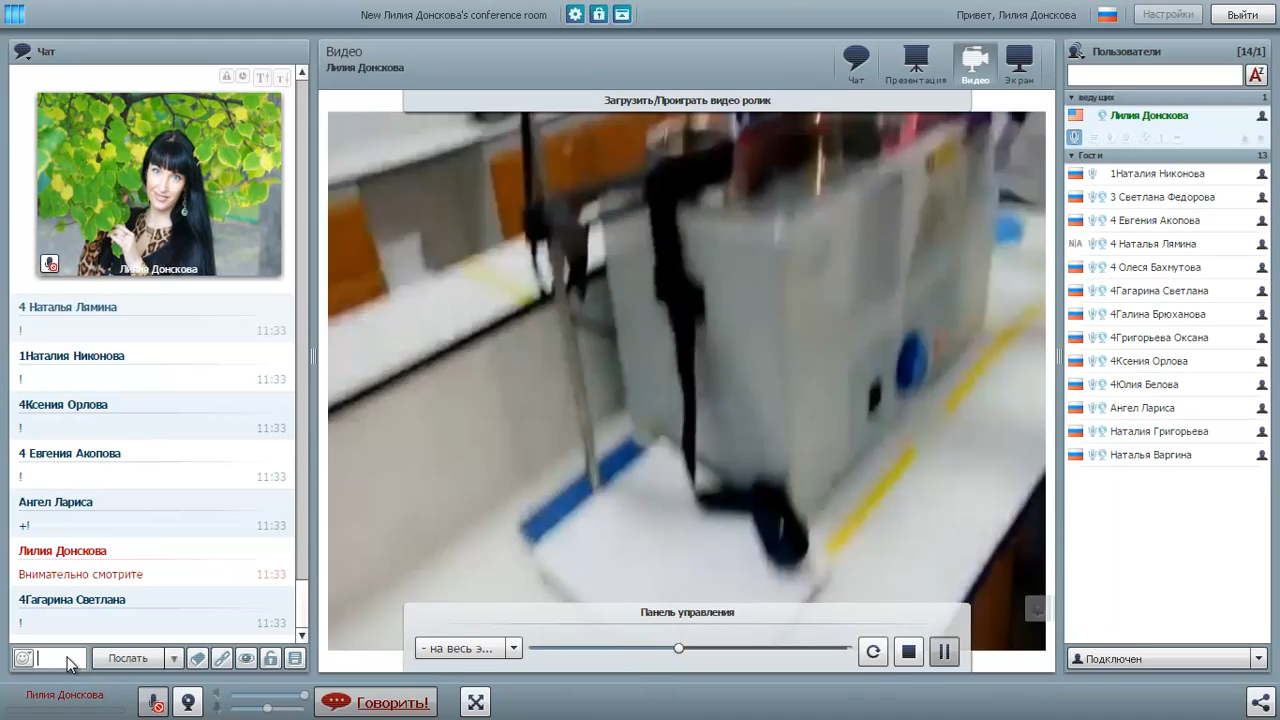 New Лилия Донскова's conference room
Привет, Лилия Донскова
Настройки
Выйти
Чат
Лилия Донскова
4 Наталья Лямина
!
11:33
1Наталия Никонова
!
11:33
4Ксения Орлова
!
11:33
4 Евгения Акопова
!
11:33
Ангел Лариса
+!
11:33
Лилия Донскова
Внимательно смотрите
11:33
4Гагарина Светлана
!
11:33
Послать
Видео
Лилия Донскова
Чат
Презентация
Видео
Экран
Загрузить/Проиграть видео ролик
Панель управления
- на весь э...
Пользователи
[14/1]
ведущих
1
Лилия Донскова
Гости
13
1Наталия Никонова
3 Светлана Федорова
4 Евгения Акопова
N/A
4 Наталья Лямина
4 Олеся Бахмутова
4Гагарина Светлана
4Галина Брюханова
4Григорьева Оксана
4Ксения Орлова
4Юлия Белова
Ангел Лариса
Наталия Григорьева
Наталья Варгина
Подключен
Лилия Донскова
Говорить!